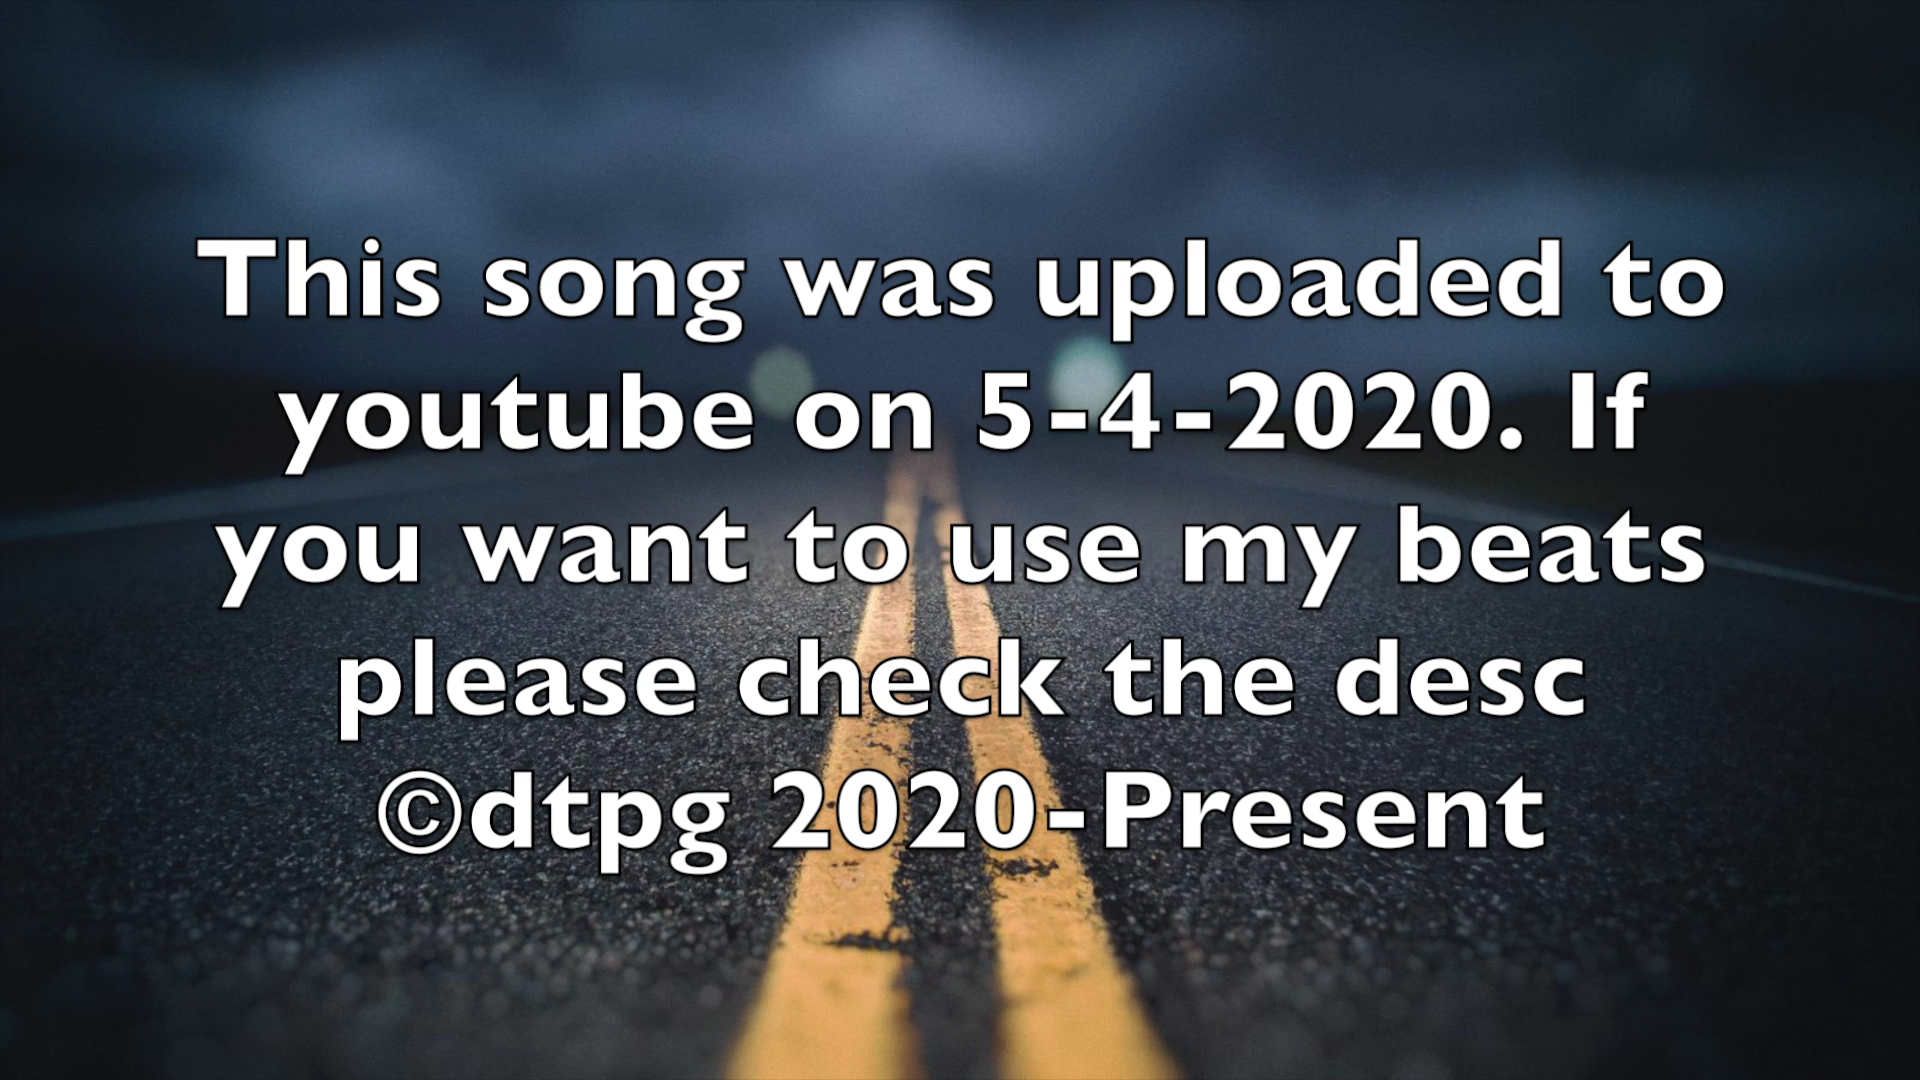 This song was uploaded to
youtube on 5-4-2020. If
you want to use my beats
please check the desc
©dtpg 2020-Present